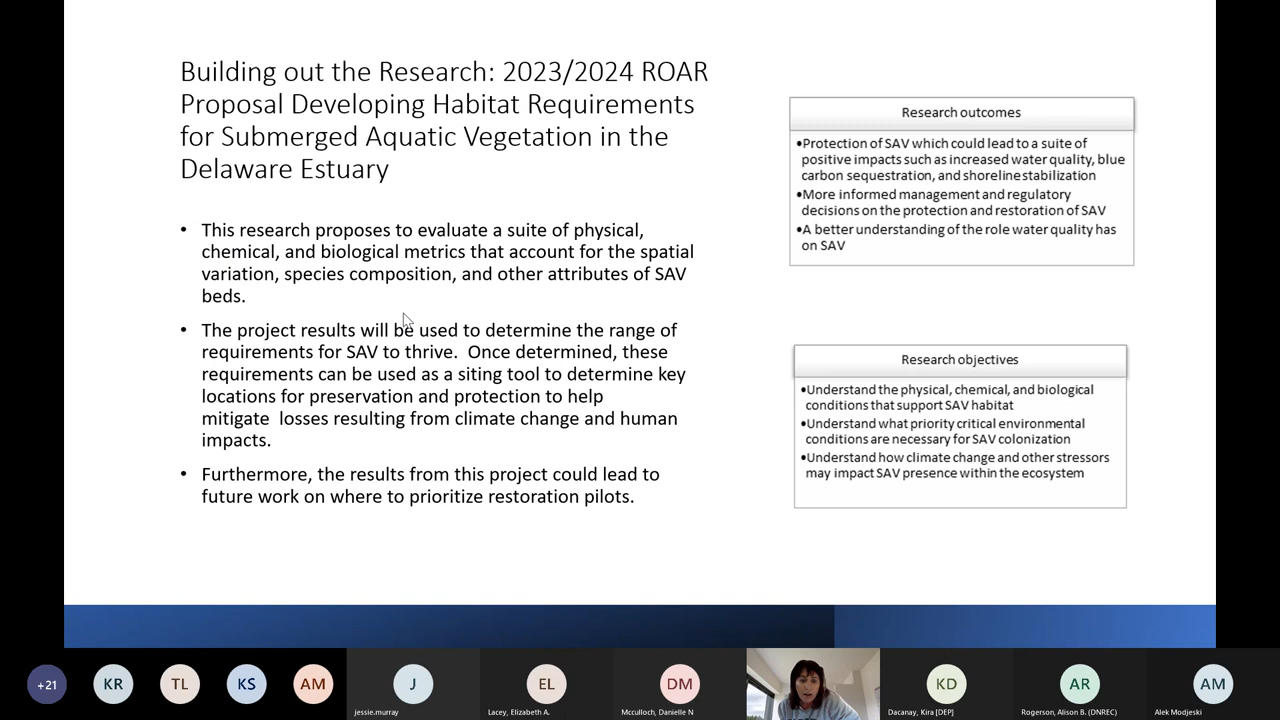 Building out the Research: 2023/2024 ROAR
Proposal Developing Habitat Requirements
for Submerged Aquatic Vegetation in the
Delaware Estuary
• This research proposes to evaluate a suite of physical,
chemical, and biological metrics that account for the spatial
variation, species composition, and other attributes of SAV
beds.
• The project results will be used to determine the range of
requirements for SAV to thrive.  Once determined, these
requirements can be used as a siting tool to determine key
locations for preservation and protection to help
mitigate  losses resulting from climate change and human
impacts.
• Furthermore, the results from this project could lead to
future work on where to prioritize restoration pilots.
Research outcomes
•Protection of SAV which could lead to a suite of
positive impacts such as increased water quality, blue
carbon sequestration, and shoreline stabilization
•More informed management and regulatory
decisions on the protection and restoration of SAV
•A better understanding of the role water quality has
on SAV
Research objectives
•Understand the physical, chemical, and biological
conditions that support SAV habitat
•Understand what priority critical environmental
conditions are necessary for SAV colonization
•Understand how climate change and other stressors
may impact SAV presence within the ecosystem
+21
KR
TL
KS
AM
J
jessie.murray
EL
Lacey, Elizabeth A.
DM
Mcculloch, Danielle N
KD
Dacanay, Kira [DEP]
AR
Rogerson, Alison B. (DNREC)
AM
Alek Modjeski